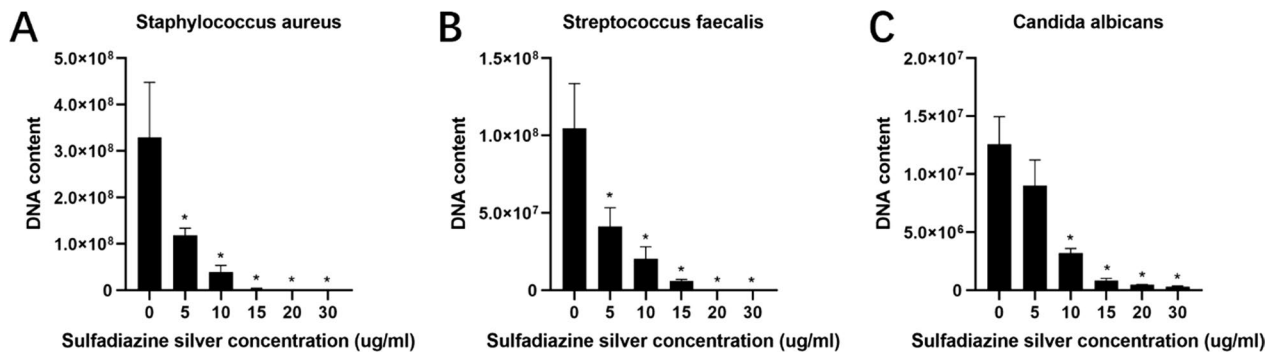 A
Staphylococcus aureus
5.0×10⁸
4.0×10⁸
3.0×10⁸
2.0×10⁸
1.0×10⁸
0
DNA content
* * * * *
0 5 10 15 20 30
Sulfadiazine silver concentration (ug/ml)
B
Streptococcus faecalis
1.5×10⁸
1.0×10⁸
5.0×10⁷
0
DNA content
* * * * *
0 5 10 15 20 30
Sulfadiazine silver concentration (ug/ml)
C
Candida albicans
2.0×10⁷
1.5×10⁷
1.0×10⁷
5.0×10⁶
0
DNA content
* * * *
0 5 10 15 20 30
Sulfadiazine silver concentration (ug/ml)